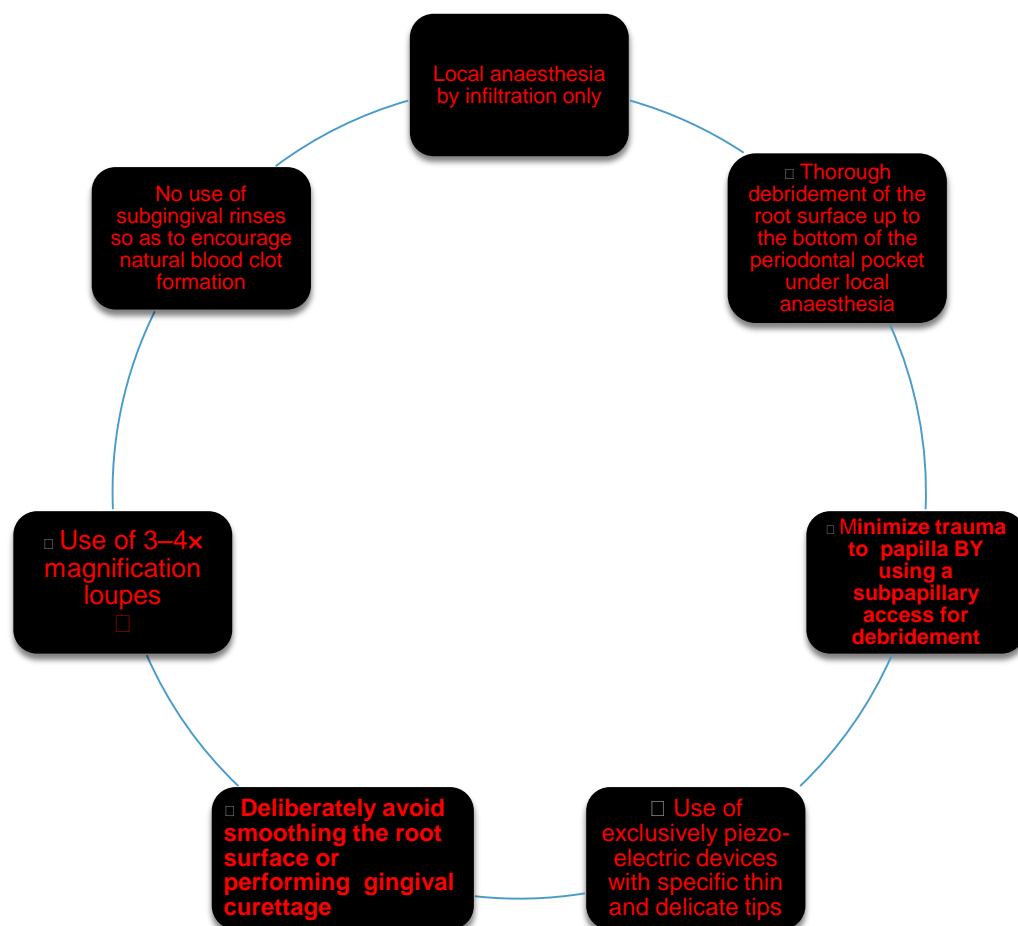 Local anaesthesia
by infiltration only
Thorough
debridement of the
root surface up to
the bottom of the
periodontal pocket
under local
anaesthesia
Minimize trauma
to papilla BY
using a
subpapillary
access for
debridement
Use of
exclusively piezo-
electric devices
with specific thin
and delicate tips
Deliberately avoid
smoothing the root
surface or
performing gingival
curettage
Use of 3–4×
magnification
loupes
No use of
subgingival rinses
so as to encourage
natural blood clot
formation